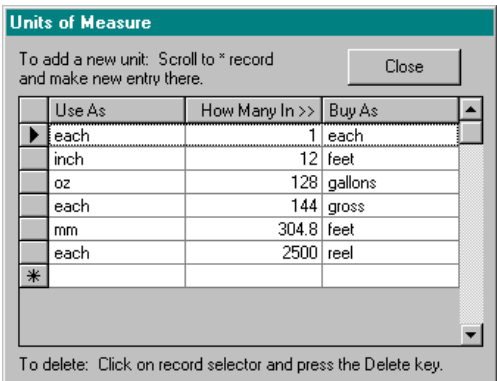 Units of Measure
To add a new unit: Scroll to * record
and make new entry there.
Close
Use As How Many In >> Buy As
each 1 each
inch 12 feet
oz 128 gallons
each 144 gross
mm 304.8 feet
each 2500 reel
*
To delete: Click on record selector and press the Delete key.